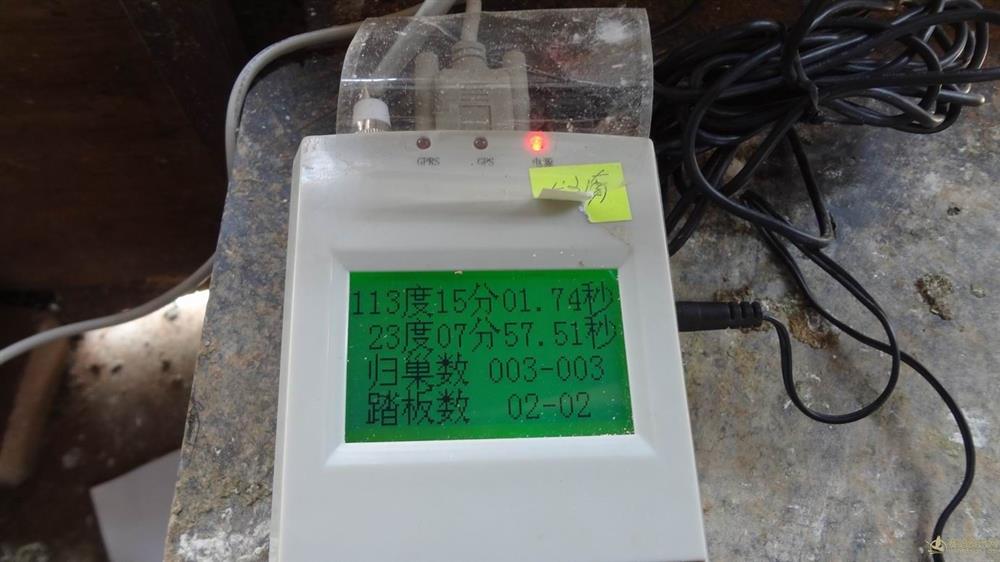 GPRS GPS 电源
113度15分01.74秒
23度07分57.51秒
归巢数 003-003
踏板数 02-02